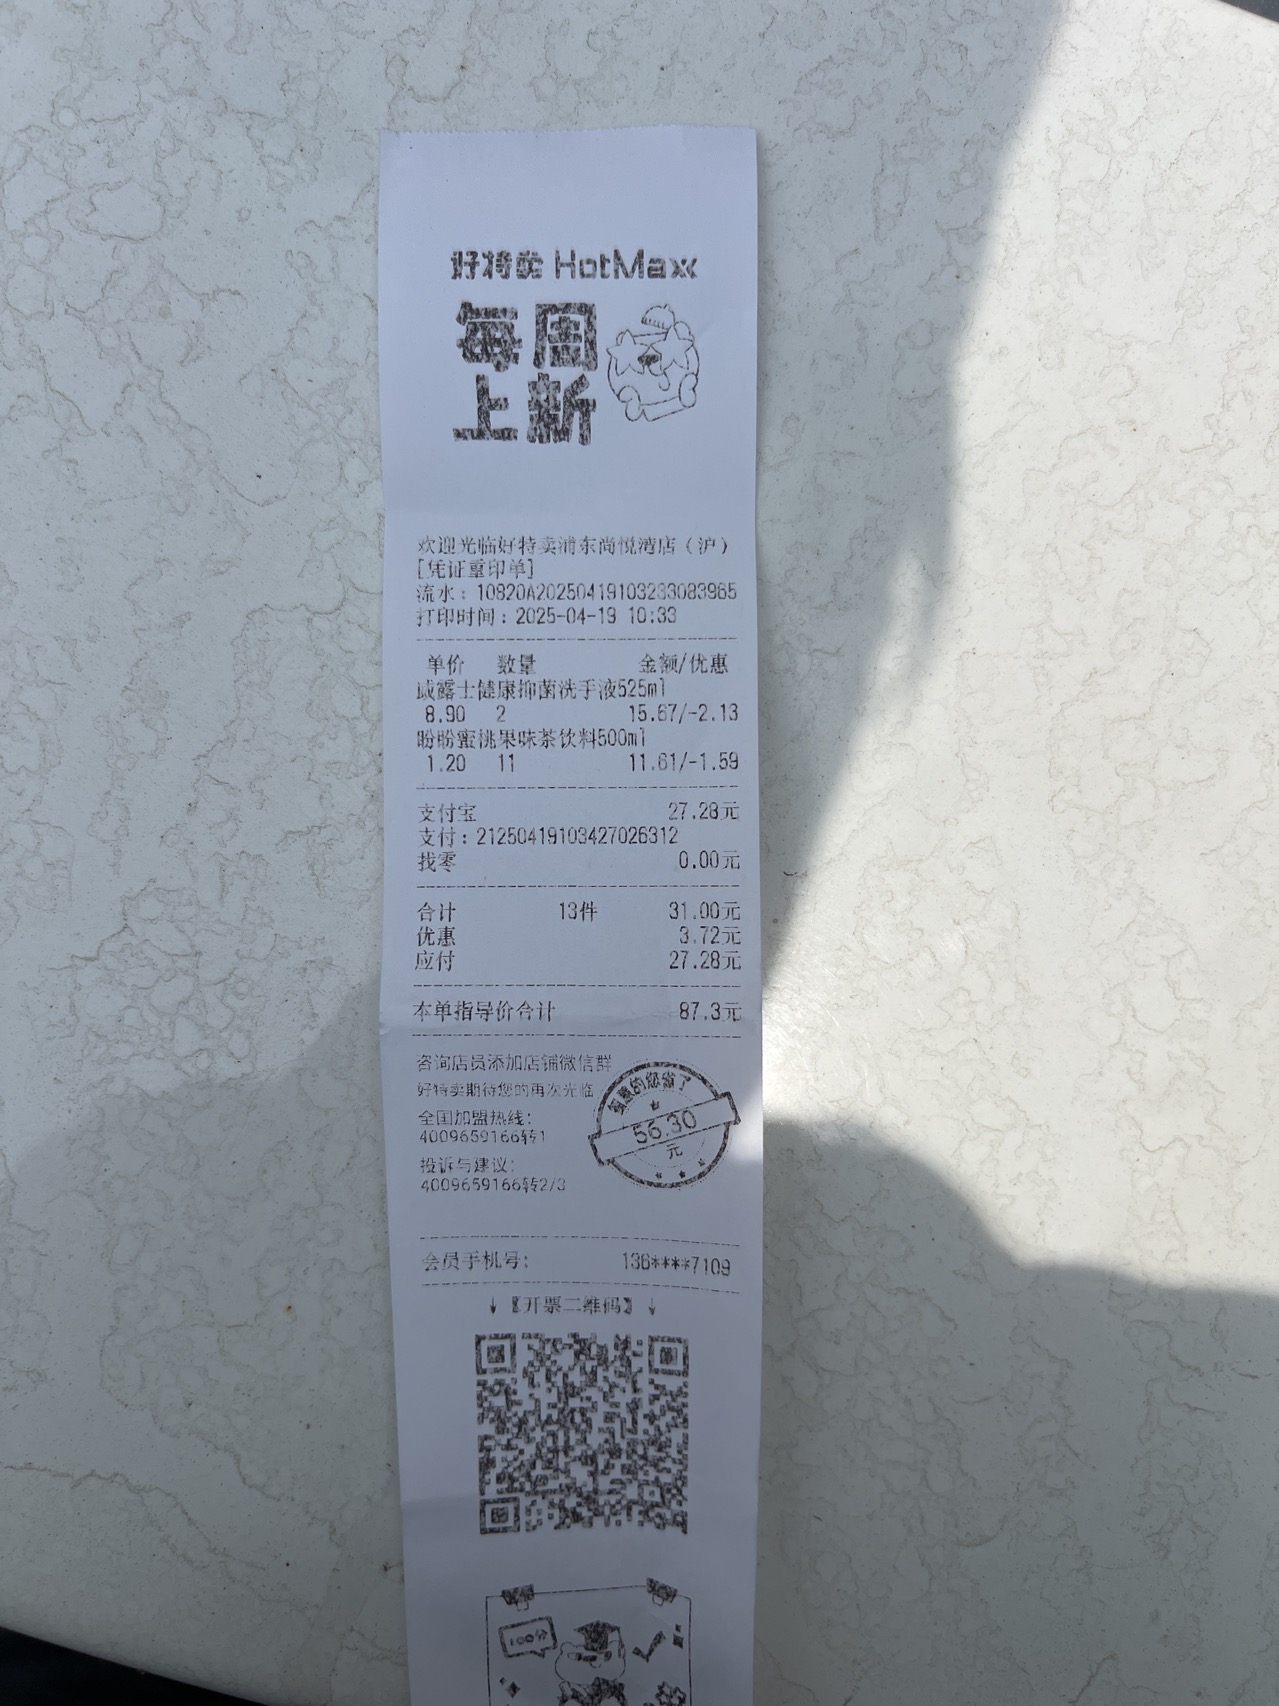 好特卖 HotMaxx
每周
上新
欢迎光临好特卖浦东尚悦湾店（沪）
[凭证重印单]
流水：10820A20250419103233083965
打印时间：2025-04-19 10:33
单价 数量 金额/优惠
威露士健康抑菌洗手液525ml
8.90 2 15.67/-2.13
盼盼蜜桃果味茶饮料500ml
1.20 11 11.61/-1.59
支付宝 27.28元
支付：21250419103427026312
找零 0.00元
合计 13件 31.00元
优惠 3.72元
应付 27.28元
本单指导价合计 87.3元
咨询店员添加店铺微信群
好特卖期待您的再次光临
全国加盟热线：
4009659166转1
投诉与建议：
4009659166转2/3
智慧的您省了
56.30
元
会员手机号： 136****7109
↓【开票二维码】↓
100分